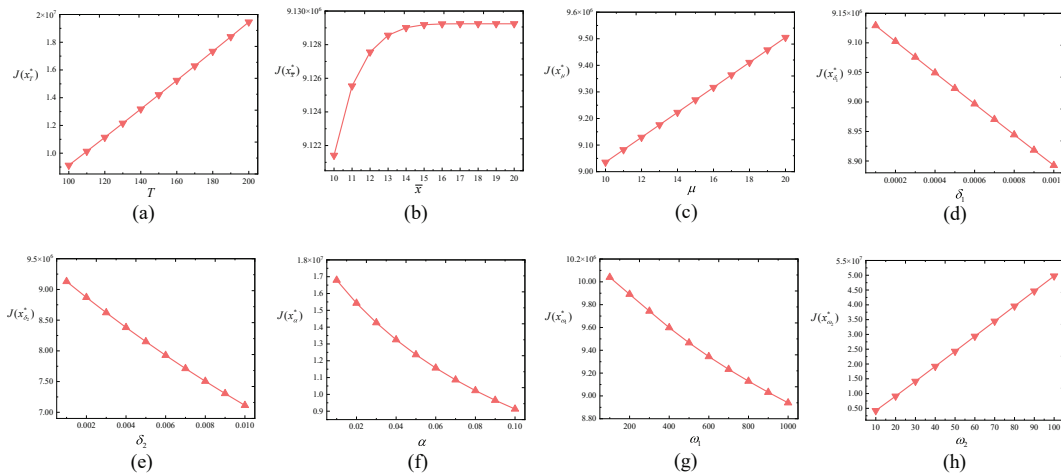 2.0×10⁷ 1.8 1.6 1.4 1.2 1.0
J(x*_T)
100 120 140 160 180 200
T
(a)
9.130×10⁶ 9.128 9.126 9.124 9.122
10 11 12 13 14 15 16 17 18 19 20
x̅
(b)
9.6×10⁶ 9.50 9.40 9.30 9.20 9.10 9.00
J(x*_μ)
10 12 14 16 18 20
μ
(c)
9.15×10⁶ 9.10 9.05 9.00 8.95 8.90
J(x*_δ₁)
0.0002 0.0004 0.0006 0.0008 0.001
δ₁
(d)
9.5×10⁶ 9.00 8.50 8.00 7.50 7.00
J(x*_δ₂)
0.002 0.004 0.006 0.008 0.010
δ₂
(e)
1.8×10⁷ 1.7 1.6 1.5 1.4 1.3 1.2 1.1 1.0 0.9
J(x*_α)
0.02 0.04 0.06 0.08 0.10
α
(f)
10.2×10⁶ 10.00 9.80 9.60 9.40 9.20 9.00 8.80
J(x*_ω₁)
200 400 600 800 1000
ω₁
(g)
5.5×10⁷ 5.00 4.50 4.00 3.50 3.00 2.50 2.00 1.50 1.00 0.50
J(x*_ω₂)
10 20 30 40 50 60 70 80 90 100
ω₂
(h)